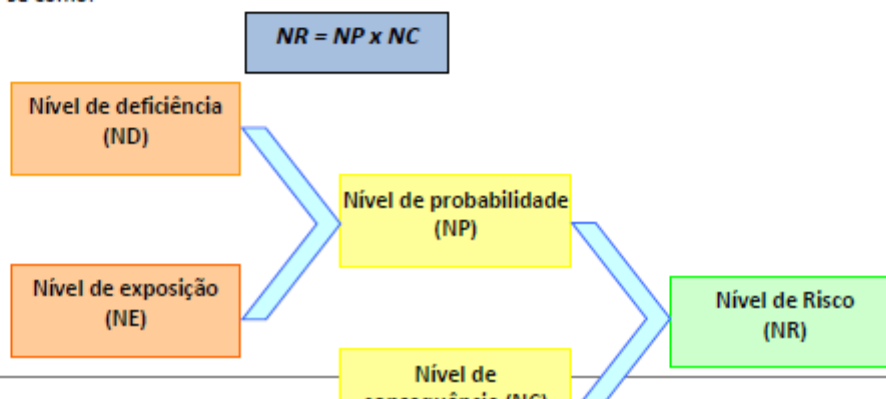 NR = NP x NC
Nível de deficiência
(ND)
Nível de probabilidade
(NP)
Nível de exposição
(NE)
Nível de Risco
(NR)
Nível de